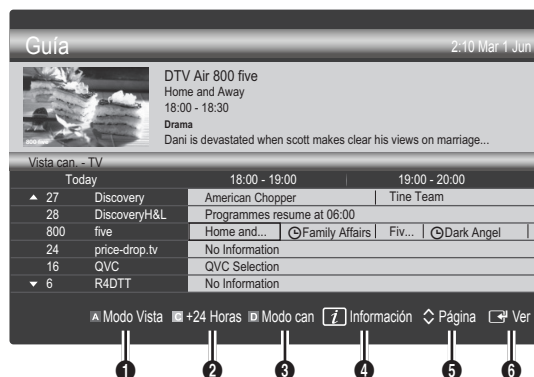 Guía
2:10 Mar 1 Jun
DTV Air 800 five
Home and Away
18:00 - 18:30
Drama
Dani is devastated when scott makes clear his views on marriage...
800 five
Vista can. - TV
Today 18:00 - 19:00 19:00 - 20:00
▲ 27 Discovery American Chopper Tine Team
28 DiscoveryH&L Programmes resume at 06:00
800 five Home and... Family Affairs Fiv... Dark Angel
24 price-drop.tv No Information
16 QVC QVC Selection
▼ 6 R4DTT No Information
A Modo Vista C +24 Horas D Modo can i Información Página Ver
1 2 3 4 5 6